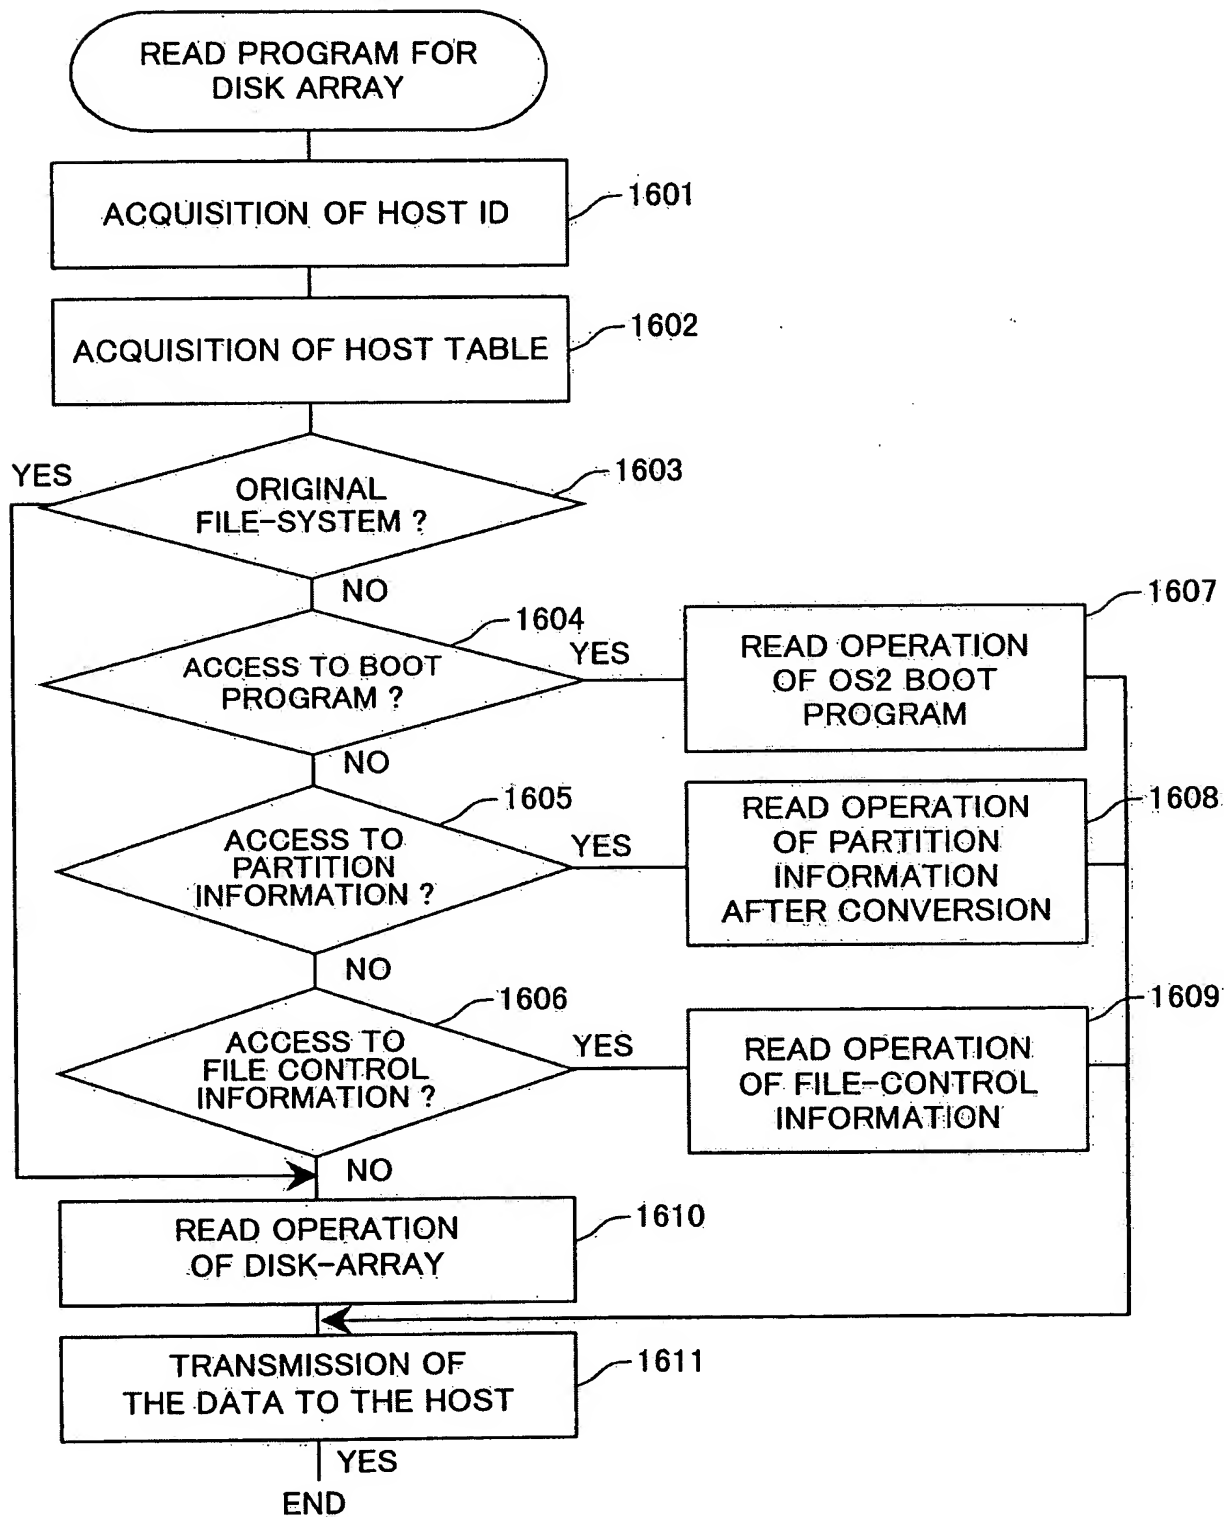 READ PROGRAM FOR
DISK ARRAY
ACQUISITION OF HOST ID
1601
ACQUISITION OF HOST TABLE
1602
YES
ORIGINAL
FILE-SYSTEM ?
1603
NO
ACCESS TO BOOT
PROGRAM ?
1604
YES
READ OPERATION
OF OS2 BOOT
PROGRAM
1607
NO
ACCESS TO
PARTITION
INFORMATION ?
1605
YES
READ OPERATION
OF PARTITION
INFORMATION
AFTER CONVERSION
1608
NO
ACCESS TO
FILE CONTROL
INFORMATION ?
1606
YES
READ OPERATION
OF FILE-CONTROL
INFORMATION
1609
NO
READ OPERATION
OF DISK-ARRAY
1610
TRANSMISSION OF
THE DATA TO THE HOST
1611
YES
END